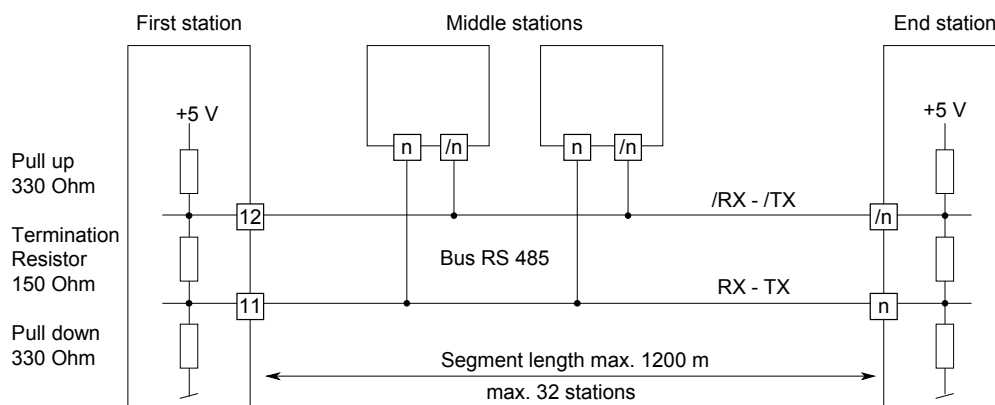 First station
Middle stations
End station
+5 V
+5 V
n
/n
n
/n
Pull up
330 Ohm
12
/RX - /TX
/n
Termination
Resistor
150 Ohm
Bus RS 485
11
RX - TX
n
Pull down
330 Ohm
Segment length max. 1200 m
max. 32 stations